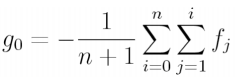 g_0 = -\frac{1}{n+1} \sum_{i=0}^{n} \sum_{j=1}^{i} f_j